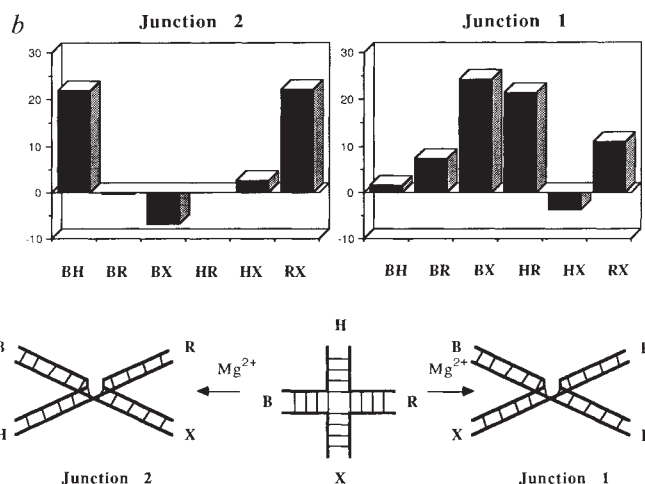 b
Junction 2
Junction 1
30
20
10
0
-10
BH BR BX HR HX RX
30
20
10
0
-10
BH BR BX HR HX RX
B
R
H
X
Mg2+
Junction 2
H
B
R
X
Mg2+
B
X
Junction 1